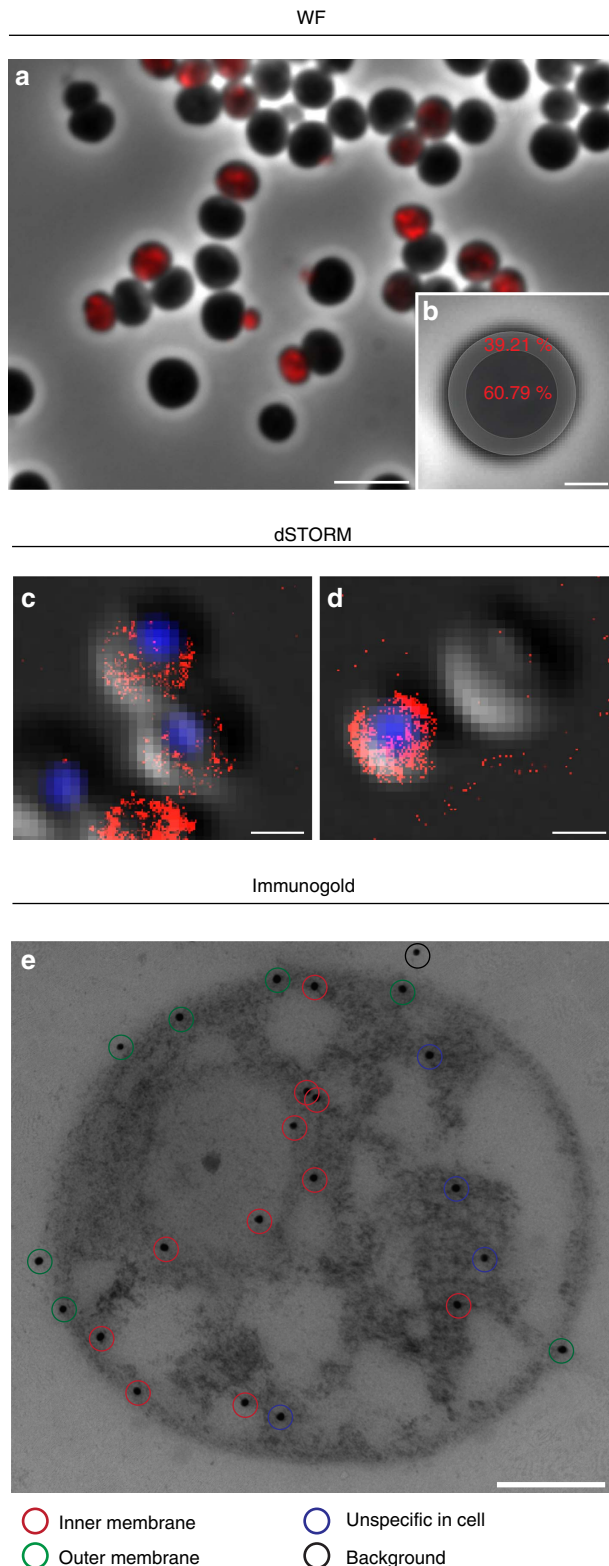 WF
a
b
39.21 %
60.79 %
dSTORM
c
d
Immunogold
e
Inner membrane
Unspecific in cell
Outer membrane
Background